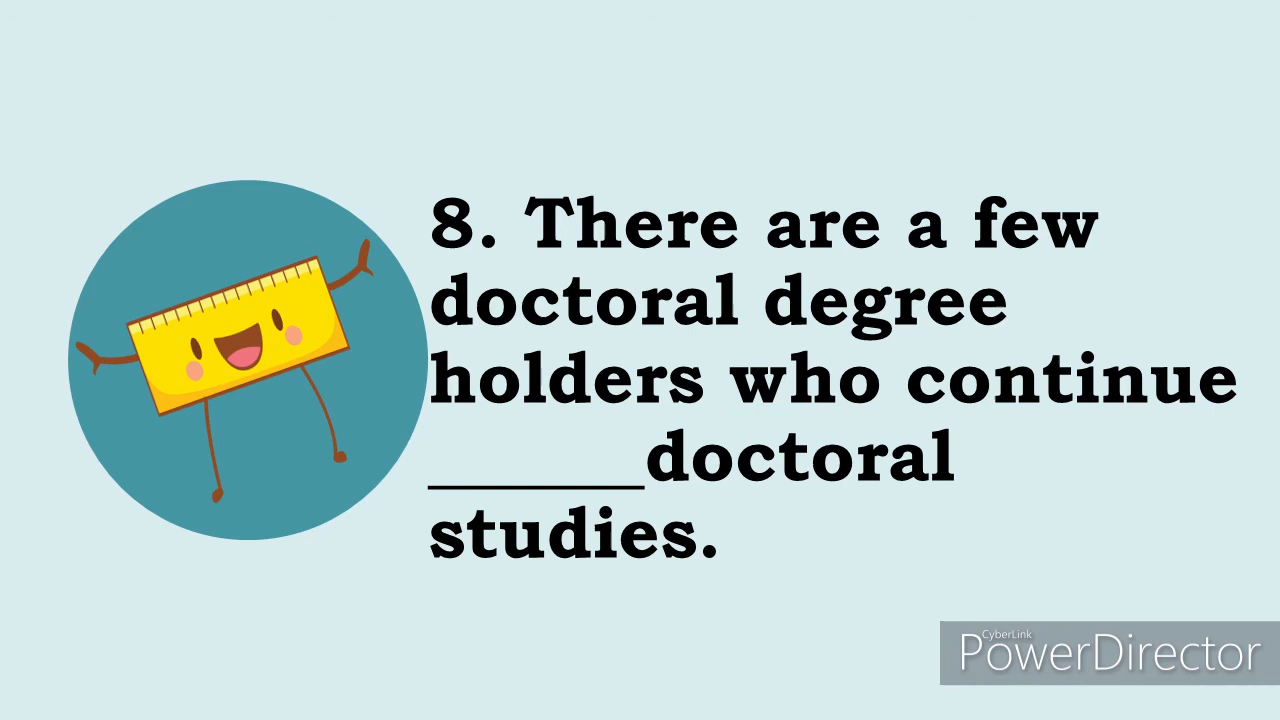 8. There are a few
doctoral degree
holders who continue
______doctoral
studies.
CyberLink
PowerDirector